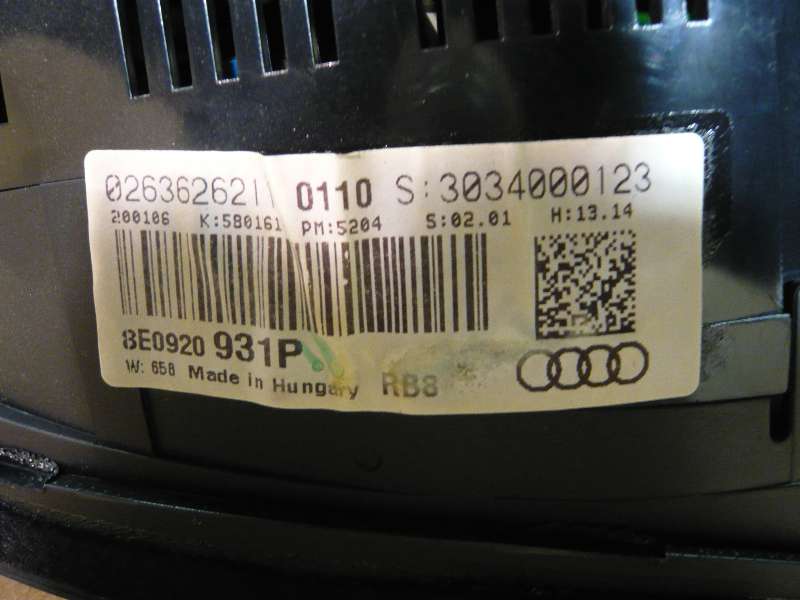 0263626211 0110 S:3034000123
200106 K:580161 PM:5204 S:02.01 H:13.14
8E0920 931P
W: 658 Made in Hungary RB8